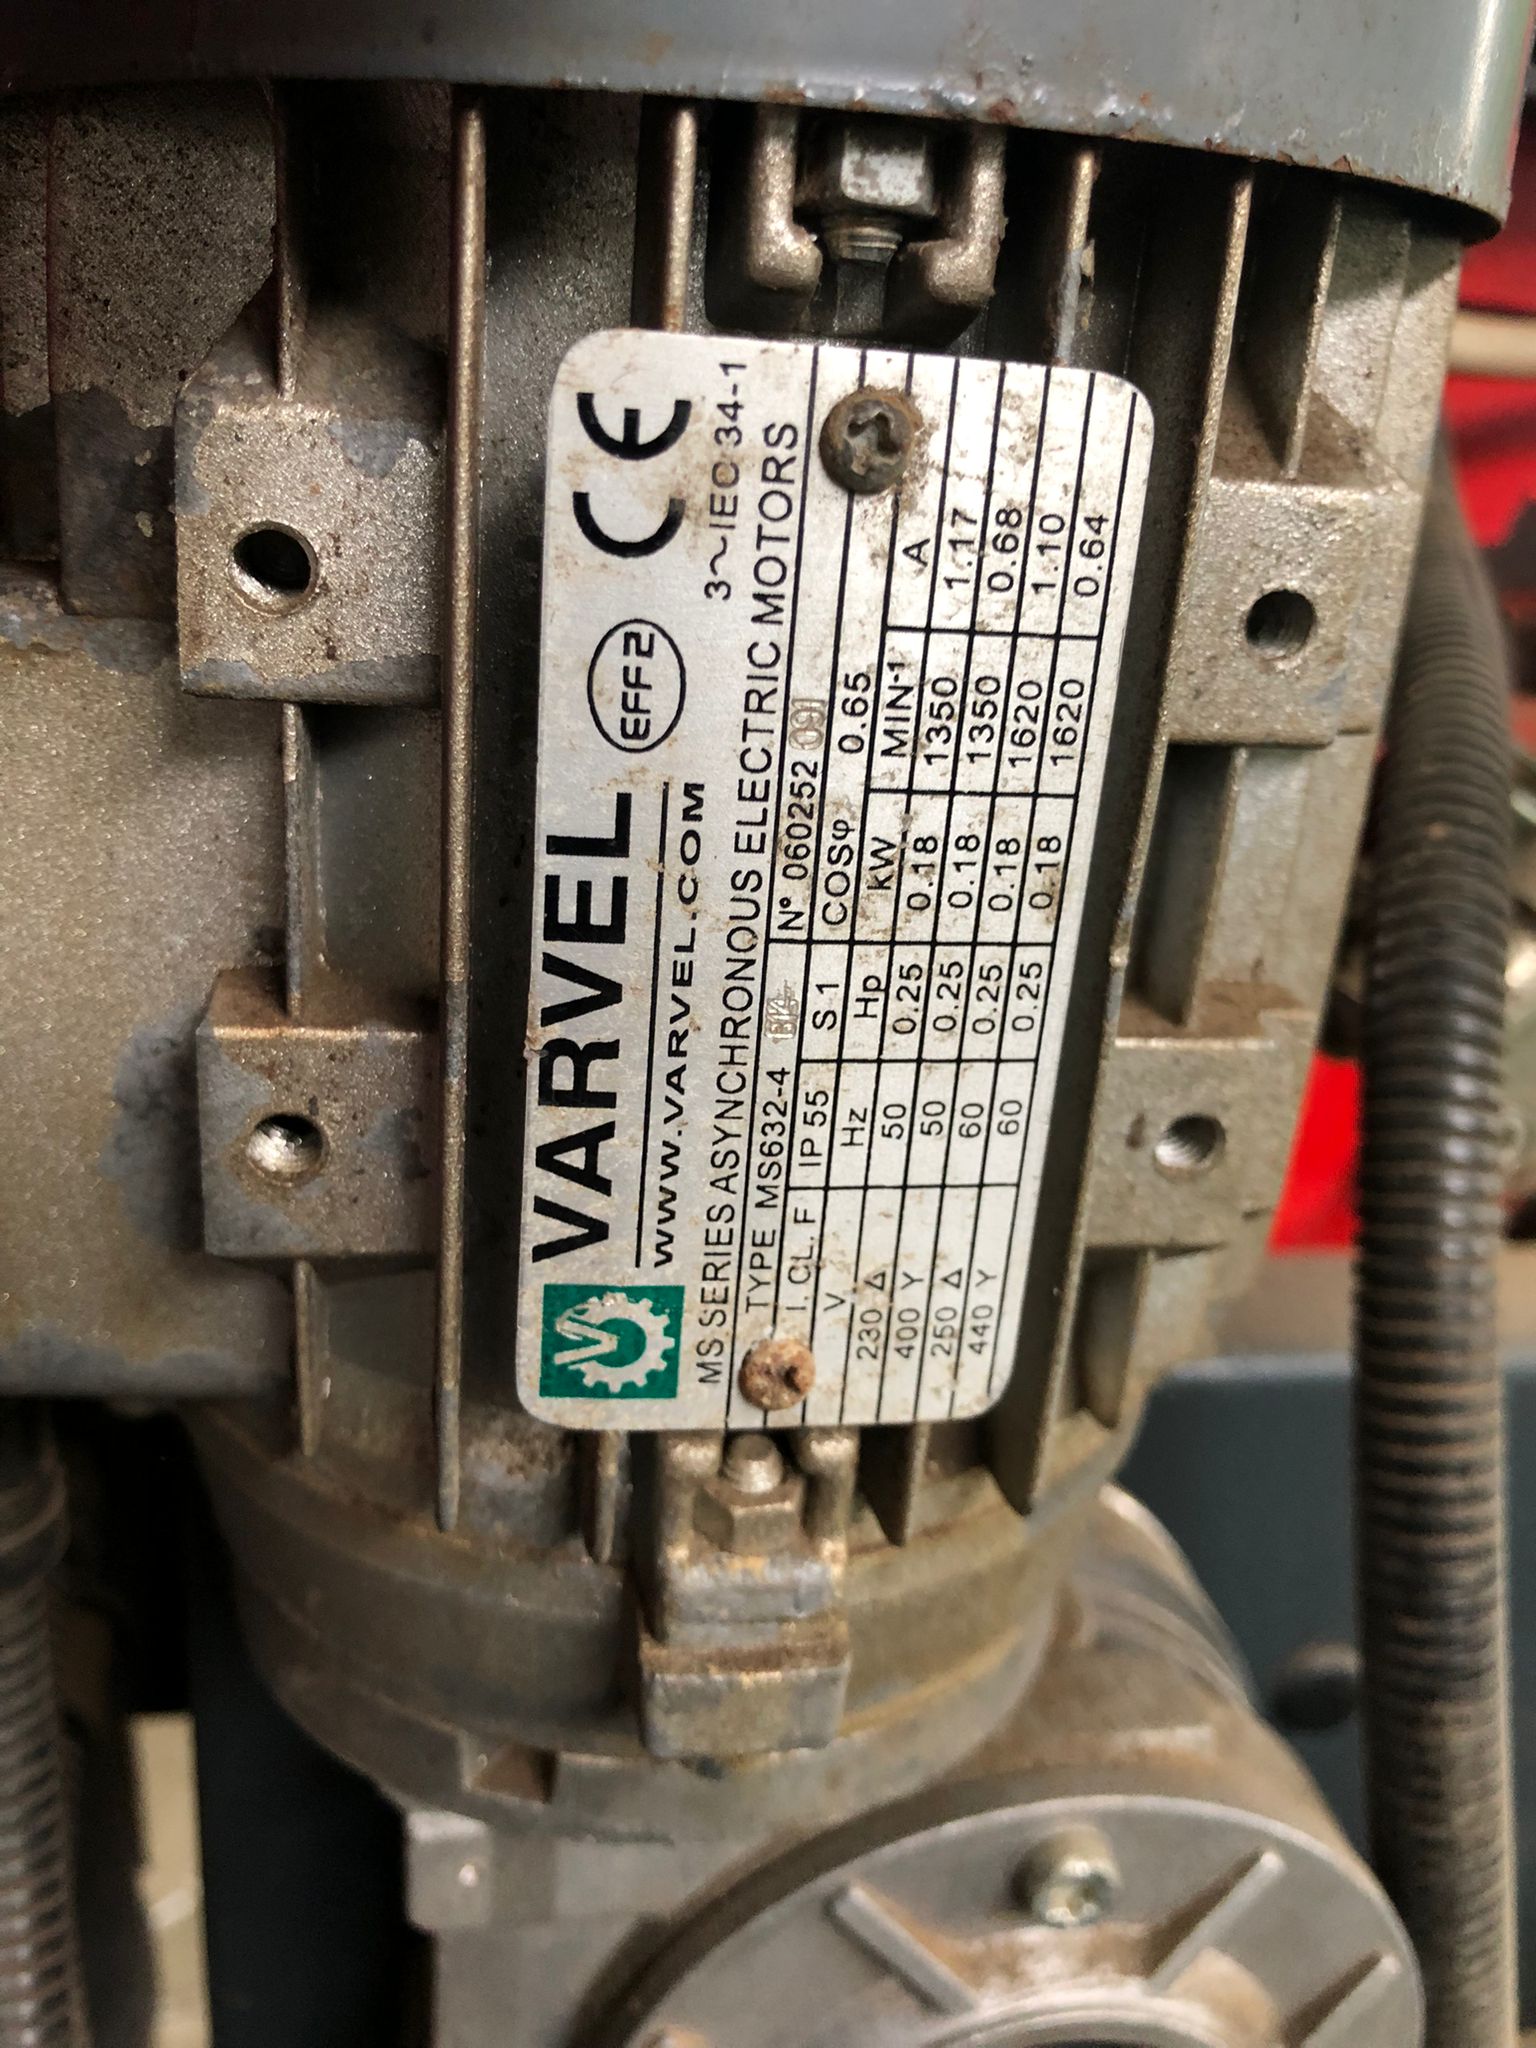 VARVEL EFF2 CE
WWW.VARVEL.COM 3~IEC 34-1
MS SERIES ASYNCHRONOUS ELECTRIC MOTORS
TYPE MS632-4 N° 060252 091
I.CL. F IP 55 S 1 COSφ 0.65
V Hz Hp kW MIN-1 A
230 Δ 50 0.25 0.18 1350 1.17
400 Y 50 0.25 0.18 1350 0.68
250 Δ 60 0.25 0.18 1620 1.10
440 Y 60 0.25 0.18 1620 0.64